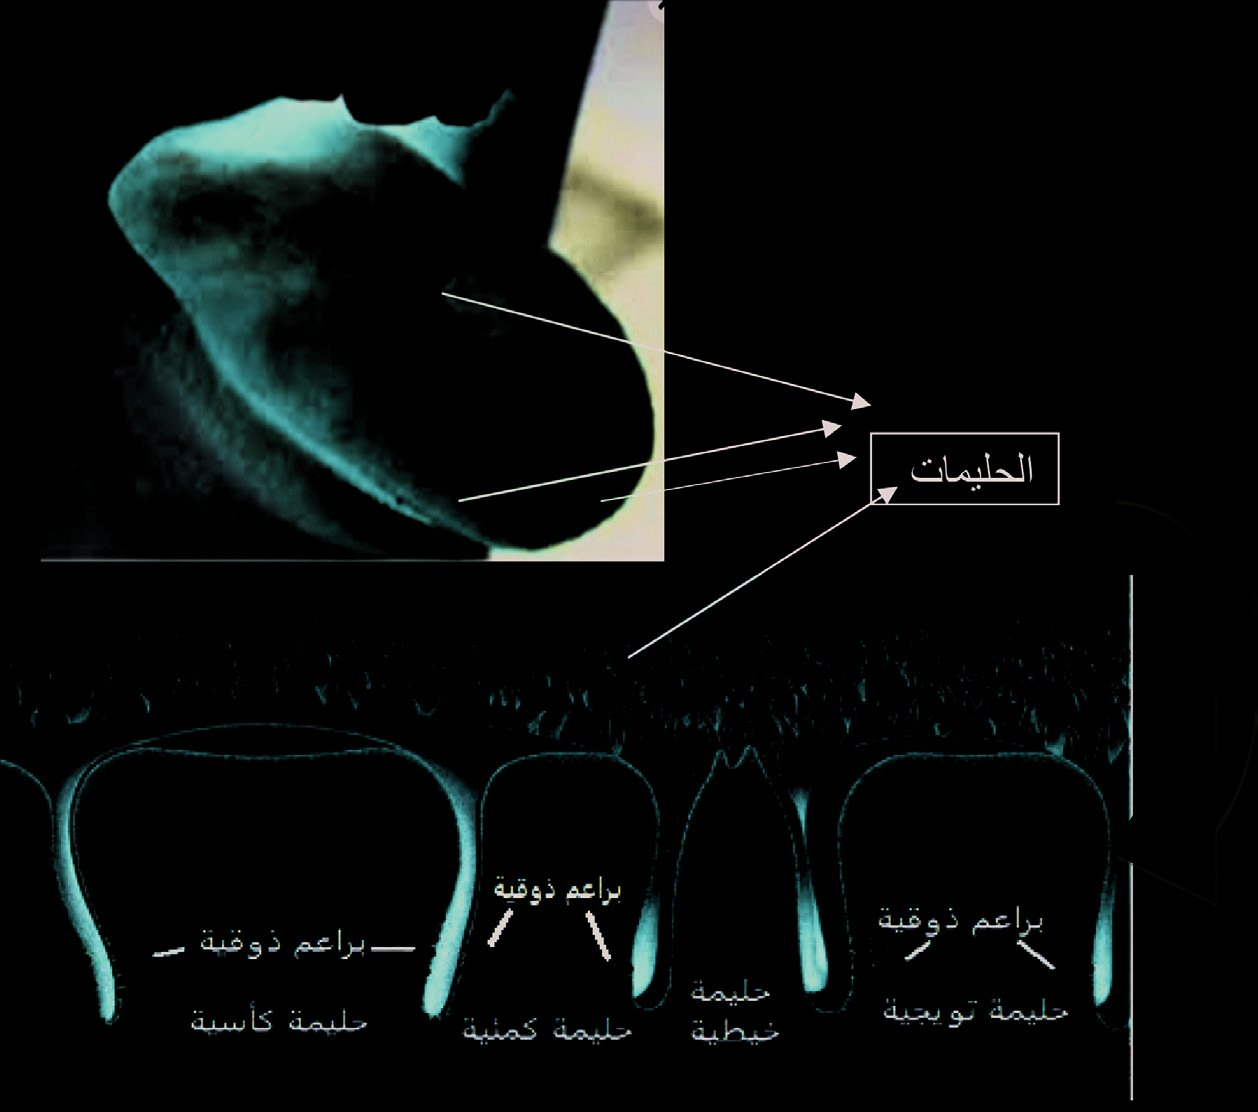 الحليمات
براعم ذوقية
براعم ذوقية
براعم ذوقية
حليمة تويجية
حليمة
خيطية
حليمة كمئية
حليمة كأسية